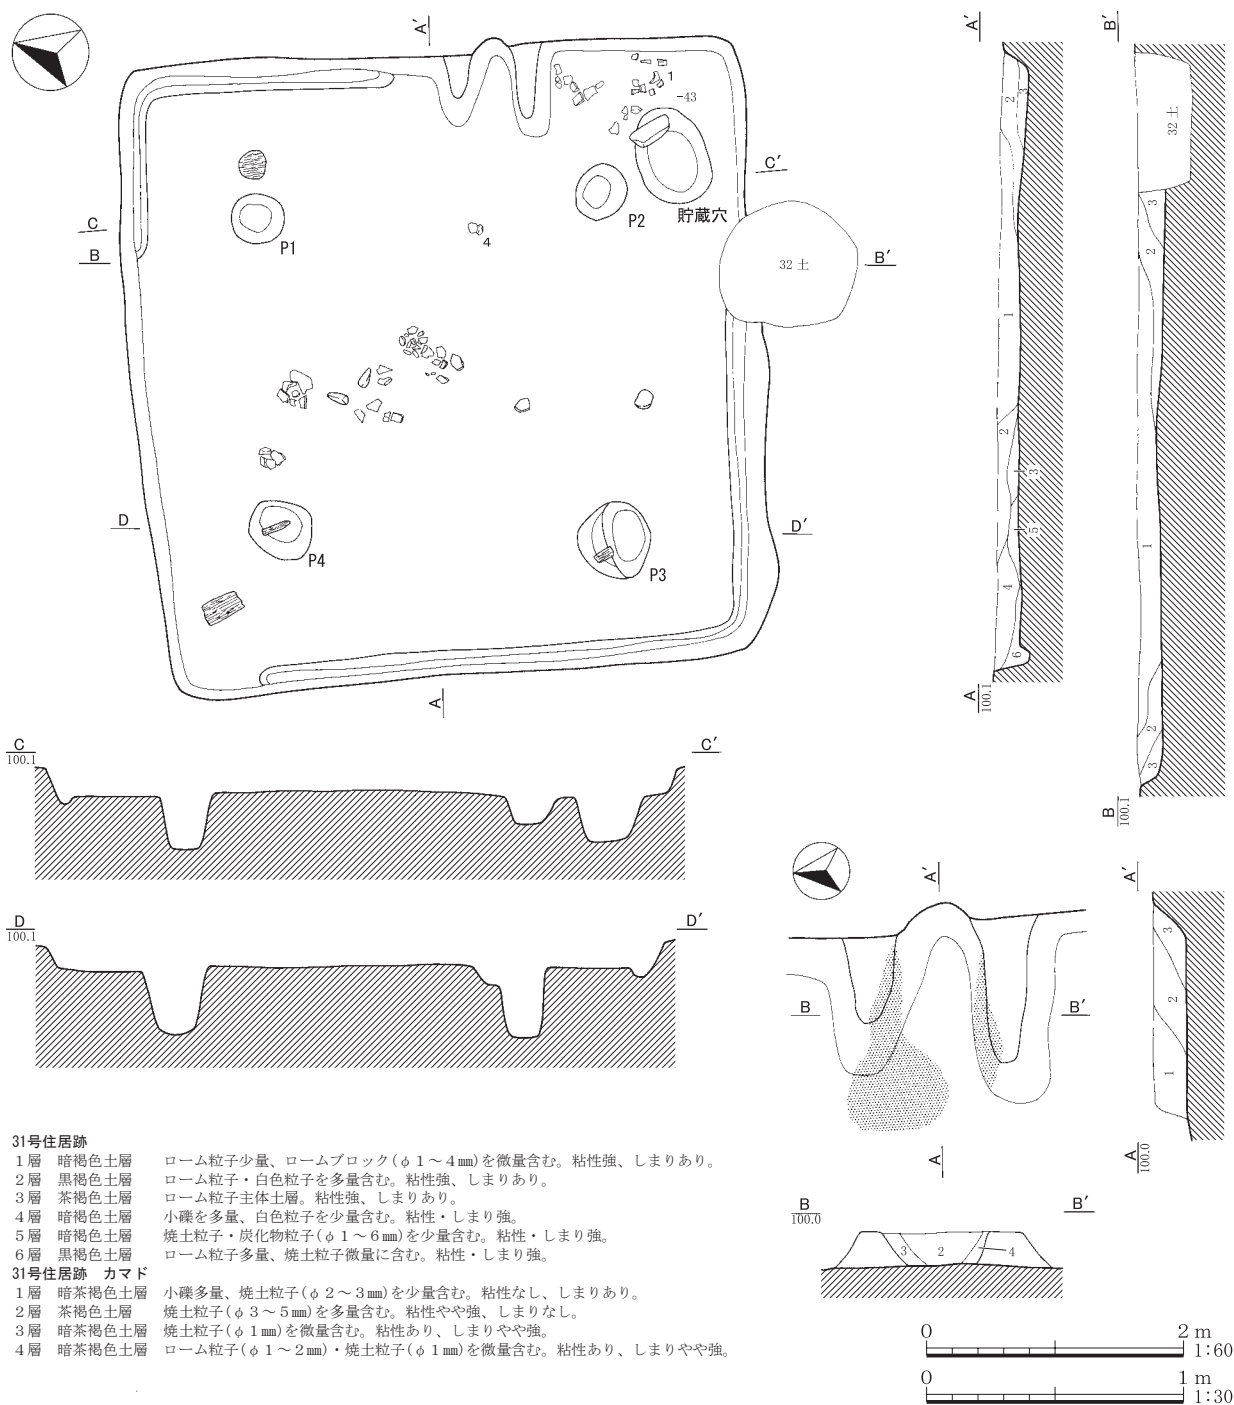 A′
A′
B′
1
-43
2
3
32土
C′
P2
貯蔵穴
C
B
P1
4
32土
B′
3
2
1
2
3
5
4
6
1
D
P4
P3
D′
A
A
100.1
2
3
B
100.1
C
100.1
C′
D
100.1
D′
A′
A′
B
B′
3
2
1
A
A
100.0
B
100.0
B′
3
2
4
31号住居跡
1層 暗褐色土層 ローム粒子少量、ロームブロック(φ1～4㎜)を微量含む。粘性強、しまりあり。
2層 黒褐色土層 ローム粒子・白色粒子を多量含む。粘性強、しまりあり。
3層 茶褐色土層 ローム粒子主体土層。粘性強、しまりあり。
4層 暗褐色土層 小礫を多量、白色粒子を少量含む。粘性・しまり強。
5層 暗褐色土層 焼土粒子・炭化物粒子(φ1～6㎜)を少量含む。粘性・しまり強。
6層 黒褐色土層 ローム粒子多量、焼土粒子微量に含む。粘性・しまり強。
31号住居跡 カマド
1層 暗茶褐色土層 小礫多量、焼土粒子(φ2～3㎜)を少量含む。粘性なし、しまりあり。
2層 茶褐色土層 焼土粒子(φ3～5㎜)を多量含む。粘性やや強、しまりなし。
3層 暗茶褐色土層 焼土粒子(φ1㎜)を微量含む。粘性あり、しまりやや強。
4層 暗茶褐色土層 ローム粒子(φ1～2㎜)・焼土粒子(φ1㎜)を微量含む。粘性あり、しまりやや強。
0 2m
1:60
0 1m
1:30